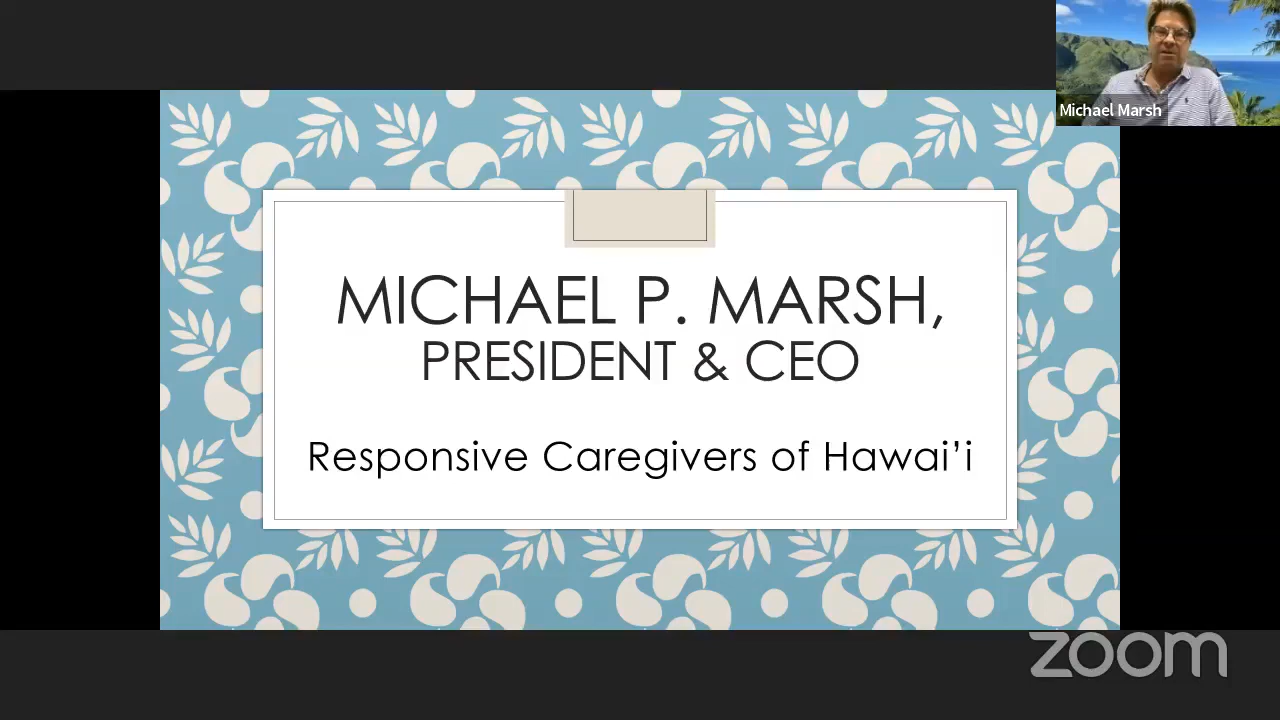 Michael Marsh
MICHAEL P. MARSH,
PRESIDENT & CEO
Responsive Caregivers of Hawai’i
zoom